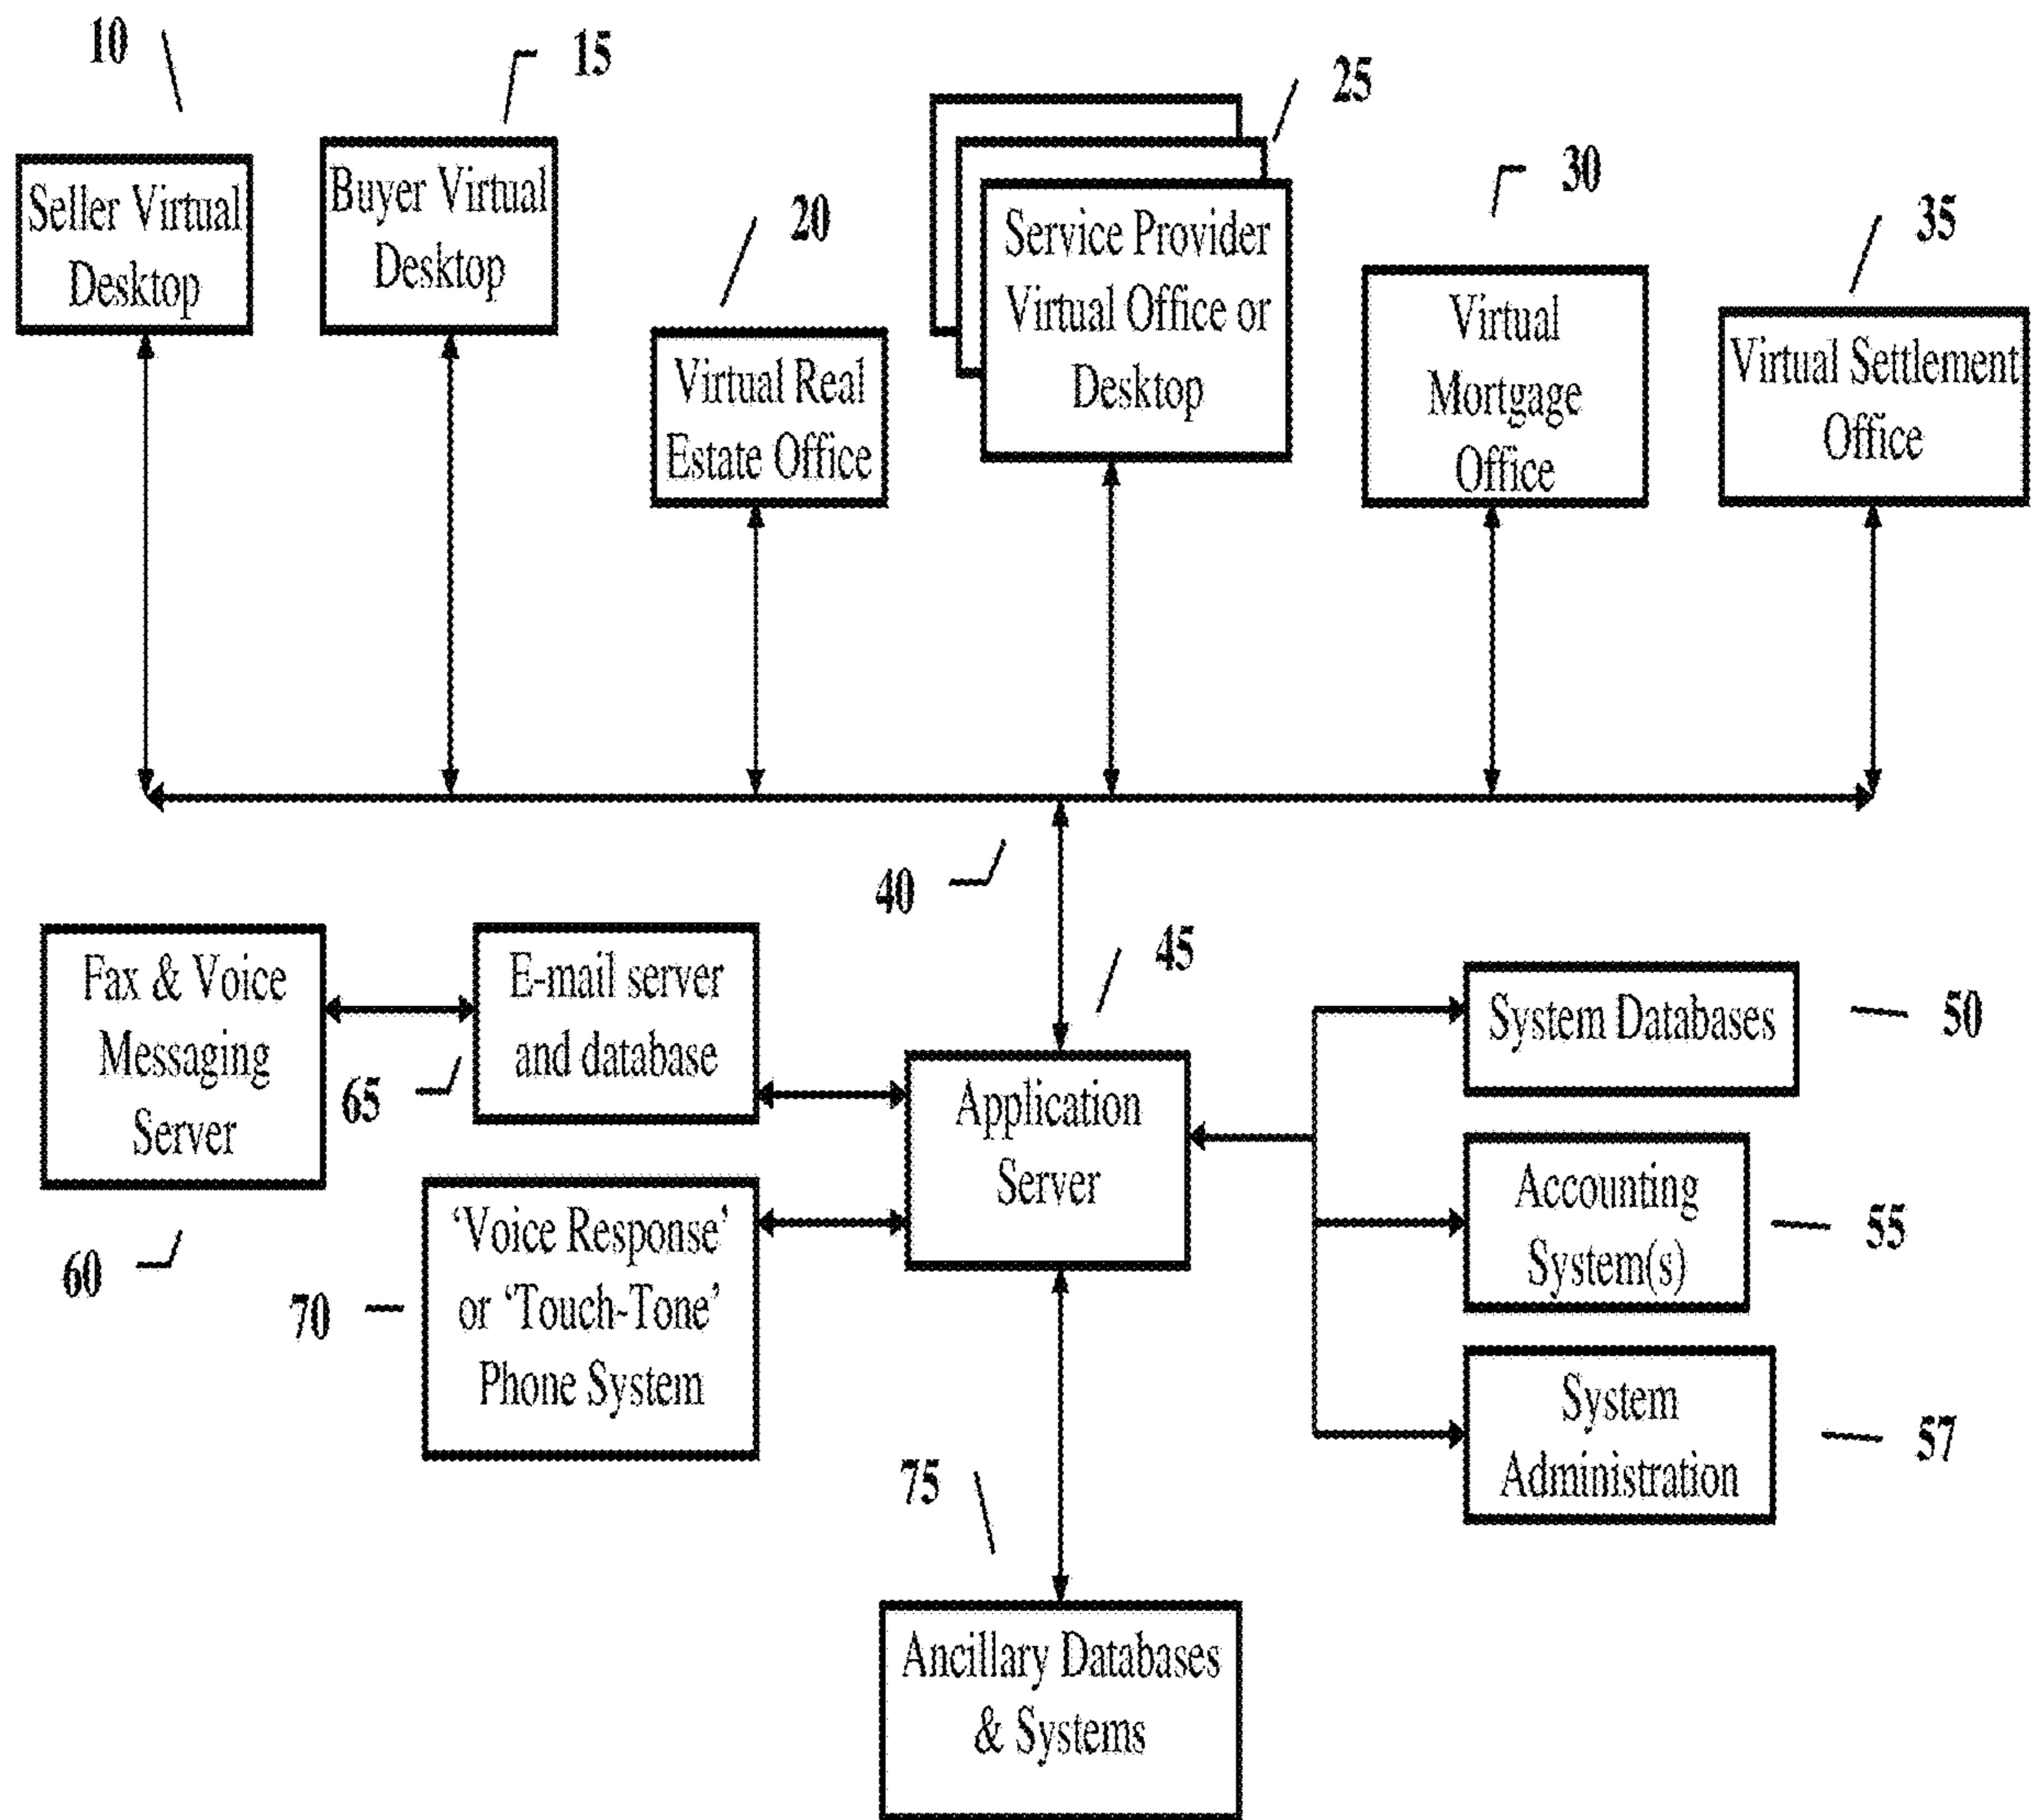 10
15
25
30
35
20
Seller Virtual
Desktop
Buyer Virtual
Desktop
Virtual Real
Estate Office
Service Provider
Virtual Office or
Desktop
Virtual
Mortgage
Office
Virtual Settlement
Office
40
45
Fax & Voice
Messaging
Server
60
E-mail server
and database
65
'Voice Response'
or 'Touch-Tone'
Phone System
70
Application
Server
System Databases
50
Accounting
System(s)
55
System
Administration
57
75
Ancillary Databases
& Systems